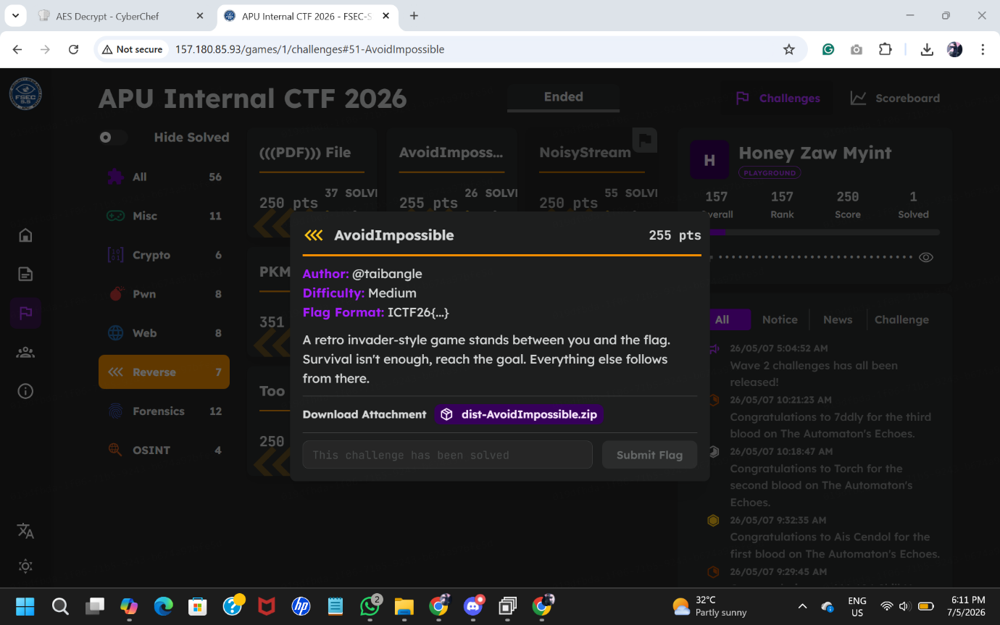 AES Decrypt - CyberChef
APU Internal CTF 2026 - FSEC-S
Not secure
157.180.85.93/games/1/challenges#51-AvoidImpossible
FSEC
S.S
APU Internal CTF 2026
Ended
Challenges
Scoreboard
Hide Solved
All 56
Misc 11
Crypto 6
Pwn 8
Web 8
Reverse 7
Forensics 12
OSINT 4
(((PDF))) File
250 pts
37 SOLVI
AvoidImposs...
255 pts
26 SOLVI
NoisyStream
250 pts
55 SOLVI
PKM
351
Too
250
H
Honey Zaw Myint
PLAYGROUND
157 157 250 1
verall Rank Score Solved
AvoidImpossible 255 pts
Author: @taibangle
Difficulty: Medium
Flag Format: ICTF26{...}
A retro invader-style game stands between you and the flag.
Survival isn't enough, reach the goal. Everything else follows
from there.
Download Attachment dist-AvoidImpossible.zip
This challenge has been solved
Submit Flag
All Notice News Challenge
26/05/07 5:04:52 AM
Wave 2 challenges has all been
released!
26/05/07 10:21:23 AM
Congratulations to 7ddly for the third
blood on The Automaton's Echoes.
26/05/07 10:18:47 AM
Congratulations to Torch for the
second blood on The Automaton's
Echoes.
26/05/07 9:32:35 AM
Congratulations to Ais Cendol for the
first blood on The Automaton's Echoes.
26/05/07 9:29:45 AM
2
32°C
Partly sunny
ENG
US
6:11 PM
7/5/2026